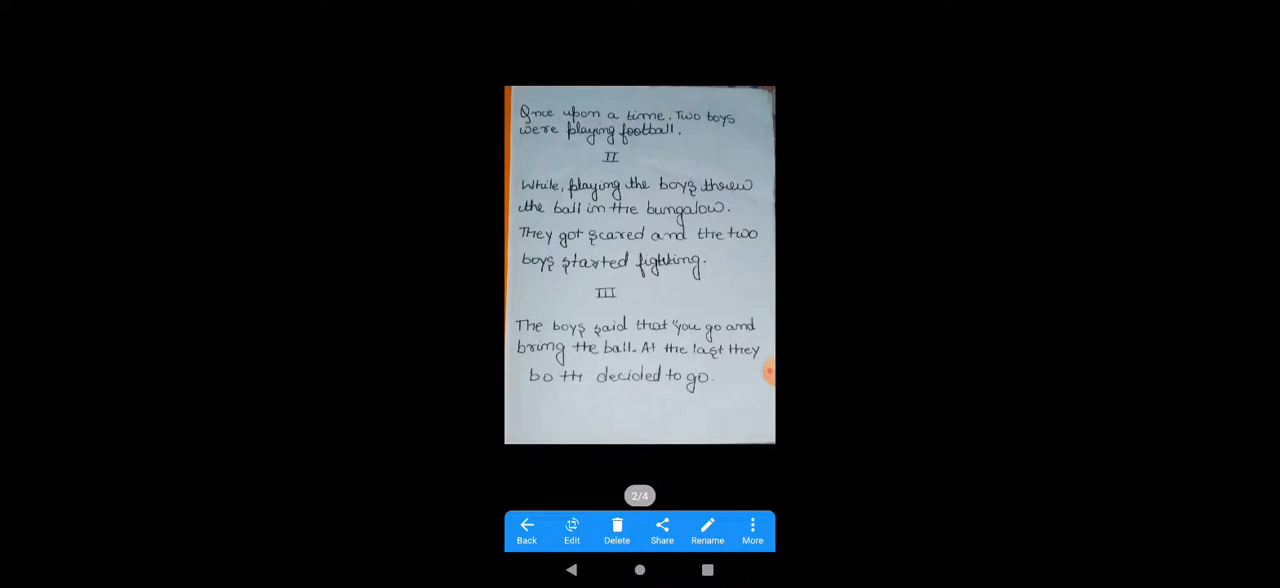 Once upon a time. Two boys
were playing football.
II
While, playing the boys threw
the ball in the bungalow.
They got scared and the two
boys started fighting.
III
The boys said that "you go and
bring the ball. At the last they
both decided to go.
2/4
Back Edit Delete Share Rename More